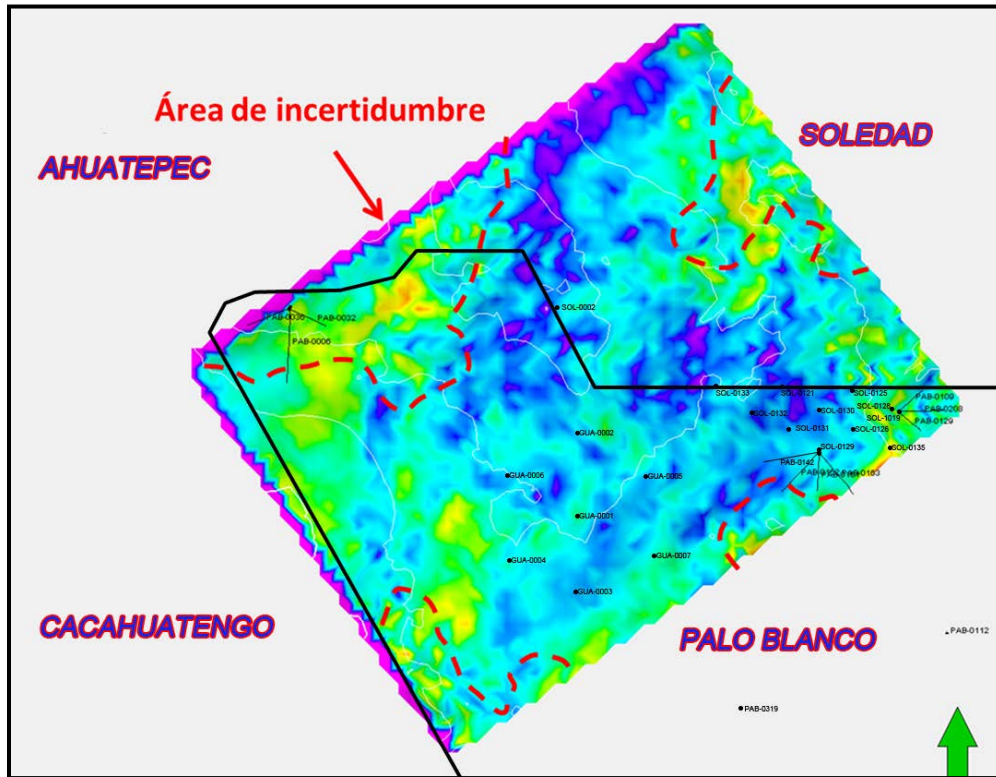 Área de incertidumbre
SOLEDAD
AHUATEPEC
SOL-0002
PAB-0036
PAB-0032
PAB-0006
SOL-0133
SOL-0121
SOL-0125
PAB-0109
SOL-0132
SOL-0130
SOL-0128
PAB-0208
SOL-1019
PAB-0129
GUA-0002
SOL-0131
SOL-0126
SOL-0129
SOL-0135
PAB-0142
GUA-0006
GUA-0005
GUA-0001
GUA-0007
GUA-0004
GUA-0003
CACAHUATENGO
PALO BLANCO
PAB-0112
PAB-0319